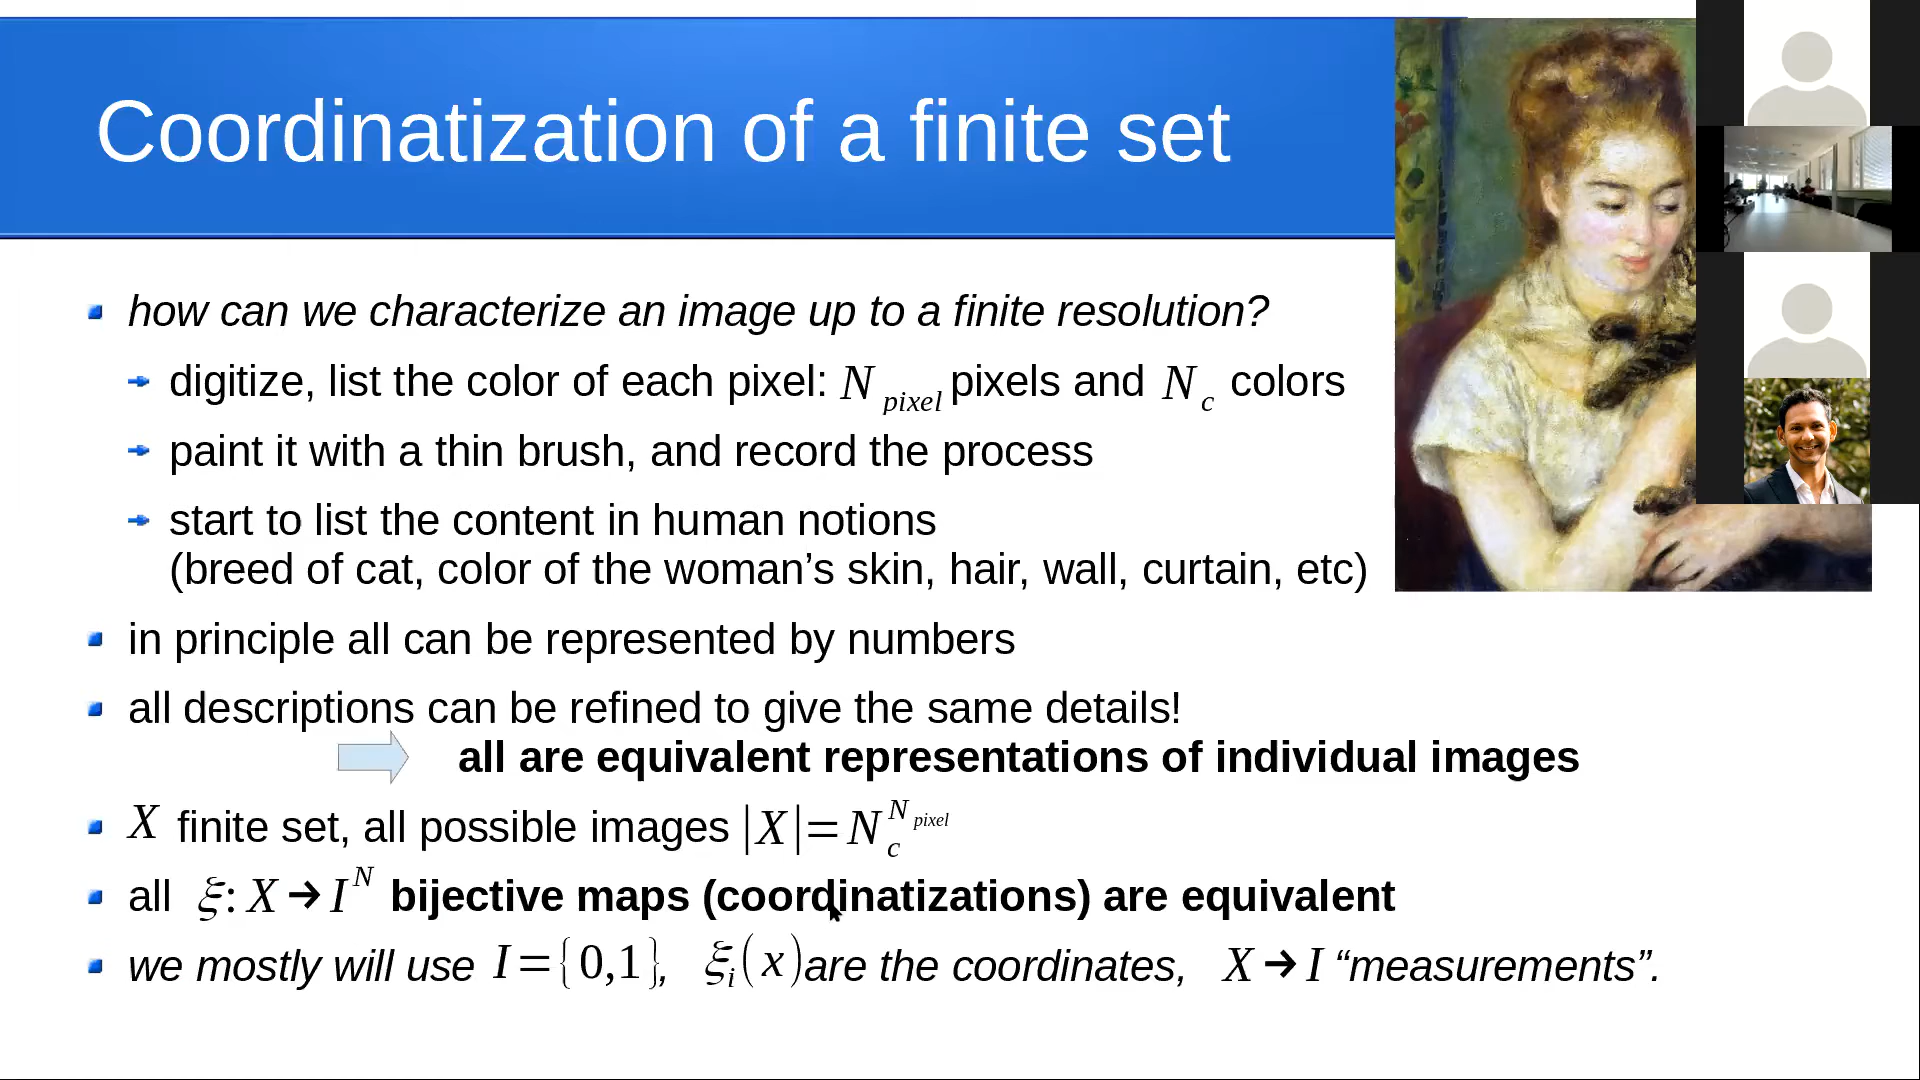 Coordinatization of a finite set
how can we characterize an image up to a finite resolution?
digitize, list the color of each pixel: N_pixel pixels and N_c colors
paint it with a thin brush, and record the process
start to list the content in human notions
(breed of cat, color of the woman’s skin, hair, wall, curtain, etc)
in principle all can be represented by numbers
all descriptions can be refined to give the same details!
all are equivalent representations of individual images
X finite set, all possible images |X|=N_c^{N_pixel}
all ξ: X→I^N bijective maps (coordinatizations) are equivalent
we mostly will use I={0,1}, ξ_i(x) are the coordinates, X→I “measurements”.